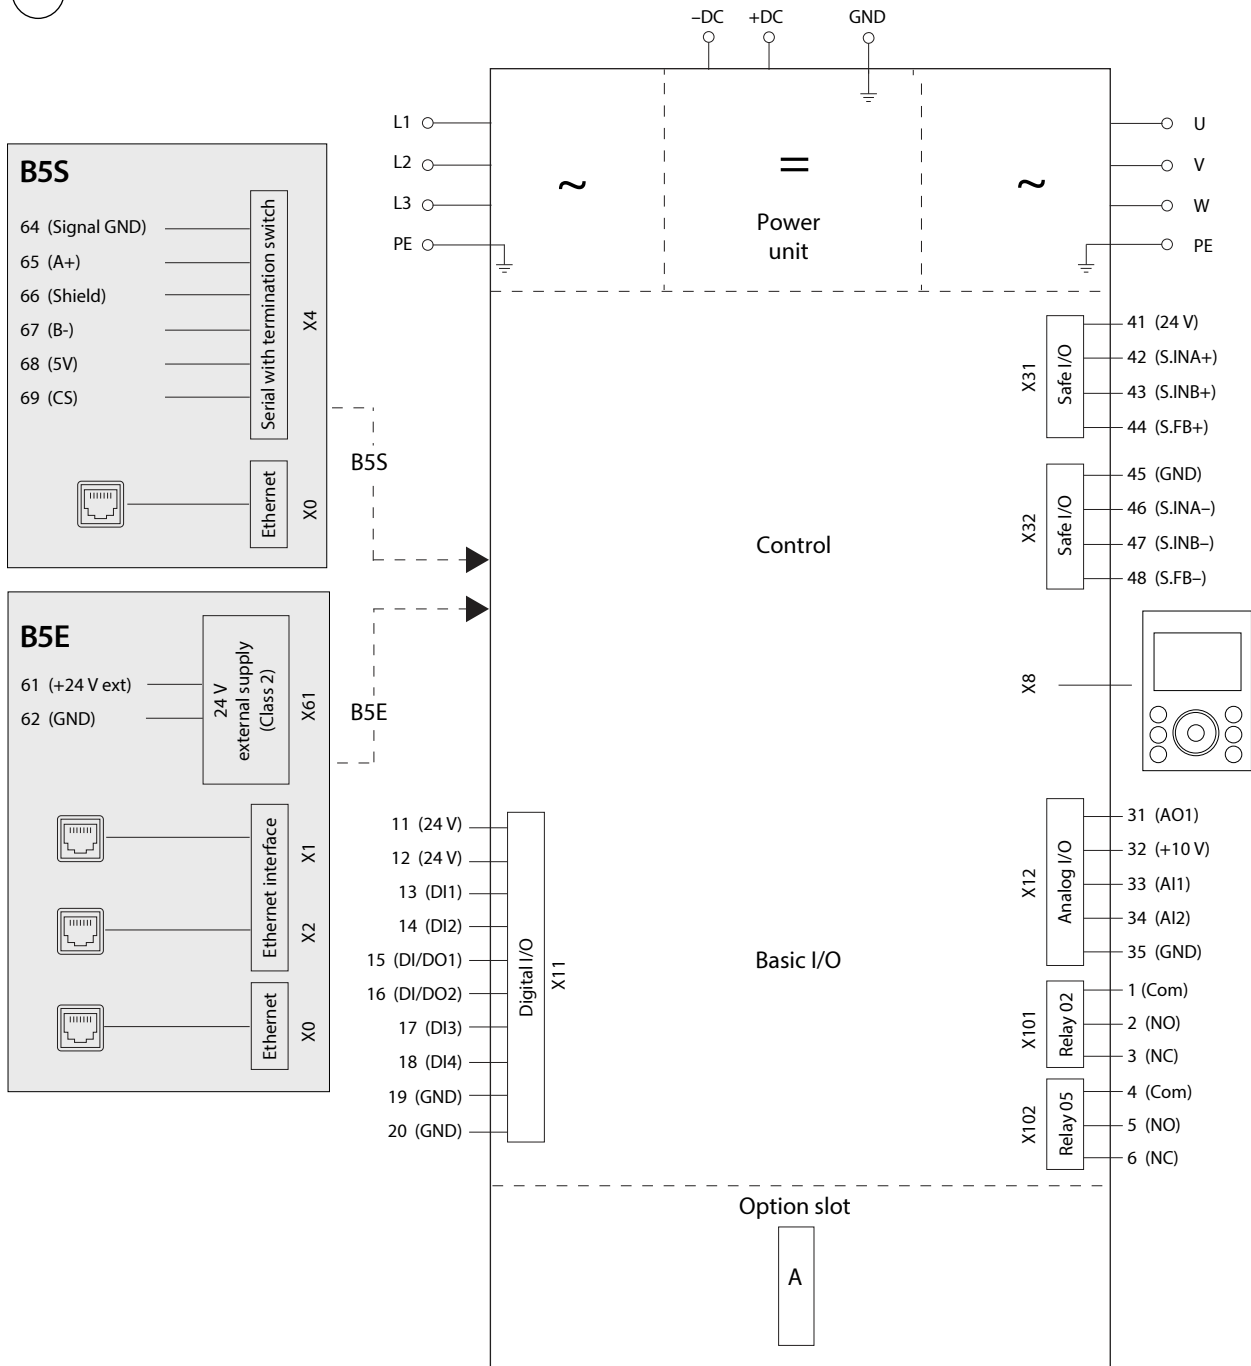 –DC +DC GND
L1
L2
L3
PE
~
=
Power
unit
~
U
V
W
PE
B5S
64 (Signal GND)
65 (A+)
66 (Shield)
67 (B-)
68 (5V)
69 (CS)
Serial with termination switch
X4
Ethernet
X0
B5S
B5E
61 (+24 V ext)
62 (GND)
24 V
external supply
(Class 2)
X61
Ethernet interface
X1
X2
Ethernet
X0
B5E
Control
X31
Safe I/O
41 (24 V)
42 (S.INA+)
43 (S.INB+)
44 (S.FB+)
X32
Safe I/O
45 (GND)
46 (S.INA–)
47 (S.INB–)
48 (S.FB–)
X8
11 (24 V)
12 (24 V)
13 (DI1)
14 (DI2)
15 (DI/DO1)
16 (DI/DO2)
17 (DI3)
18 (DI4)
19 (GND)
20 (GND)
Digital I/O
X11
Basic I/O
X12
Analog I/O
31 (AO1)
32 (+10 V)
33 (AI1)
34 (AI2)
35 (GND)
X101
Relay 02
1 (Com)
2 (NO)
3 (NC)
X102
Relay 05
4 (Com)
5 (NO)
6 (NC)
Option slot
A